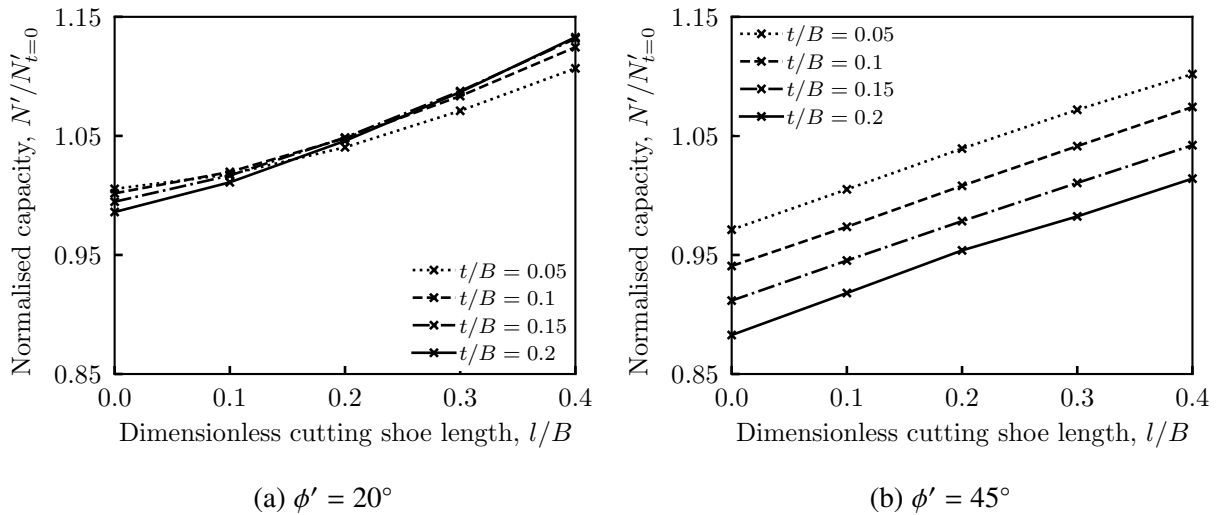 Normalised capacity, N′/N′t=0
1.15
1.05
0.95
0.85
t/B = 0.05
t/B = 0.1
t/B = 0.15
t/B = 0.2
0.0 0.1 0.2 0.3 0.4
Dimensionless cutting shoe length, l/B
(a) ϕ′ = 20°
Normalised capacity, N′/N′t=0
1.15
1.05
0.95
0.85
t/B = 0.05
t/B = 0.1
t/B = 0.15
t/B = 0.2
0.0 0.1 0.2 0.3 0.4
Dimensionless cutting shoe length, l/B
(b) ϕ′ = 45°